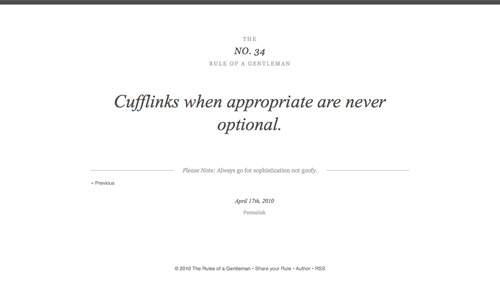 THE
NO. 34
RULE OF A GENTLEMAN
Cufflinks when appropriate are never
optional.
Please Note: Always go for sophistication not goofy.
« Previous
April 17th, 2010
Permalink
© 2010 The Rules of a Gentleman • Share your Rule • Author • RSS